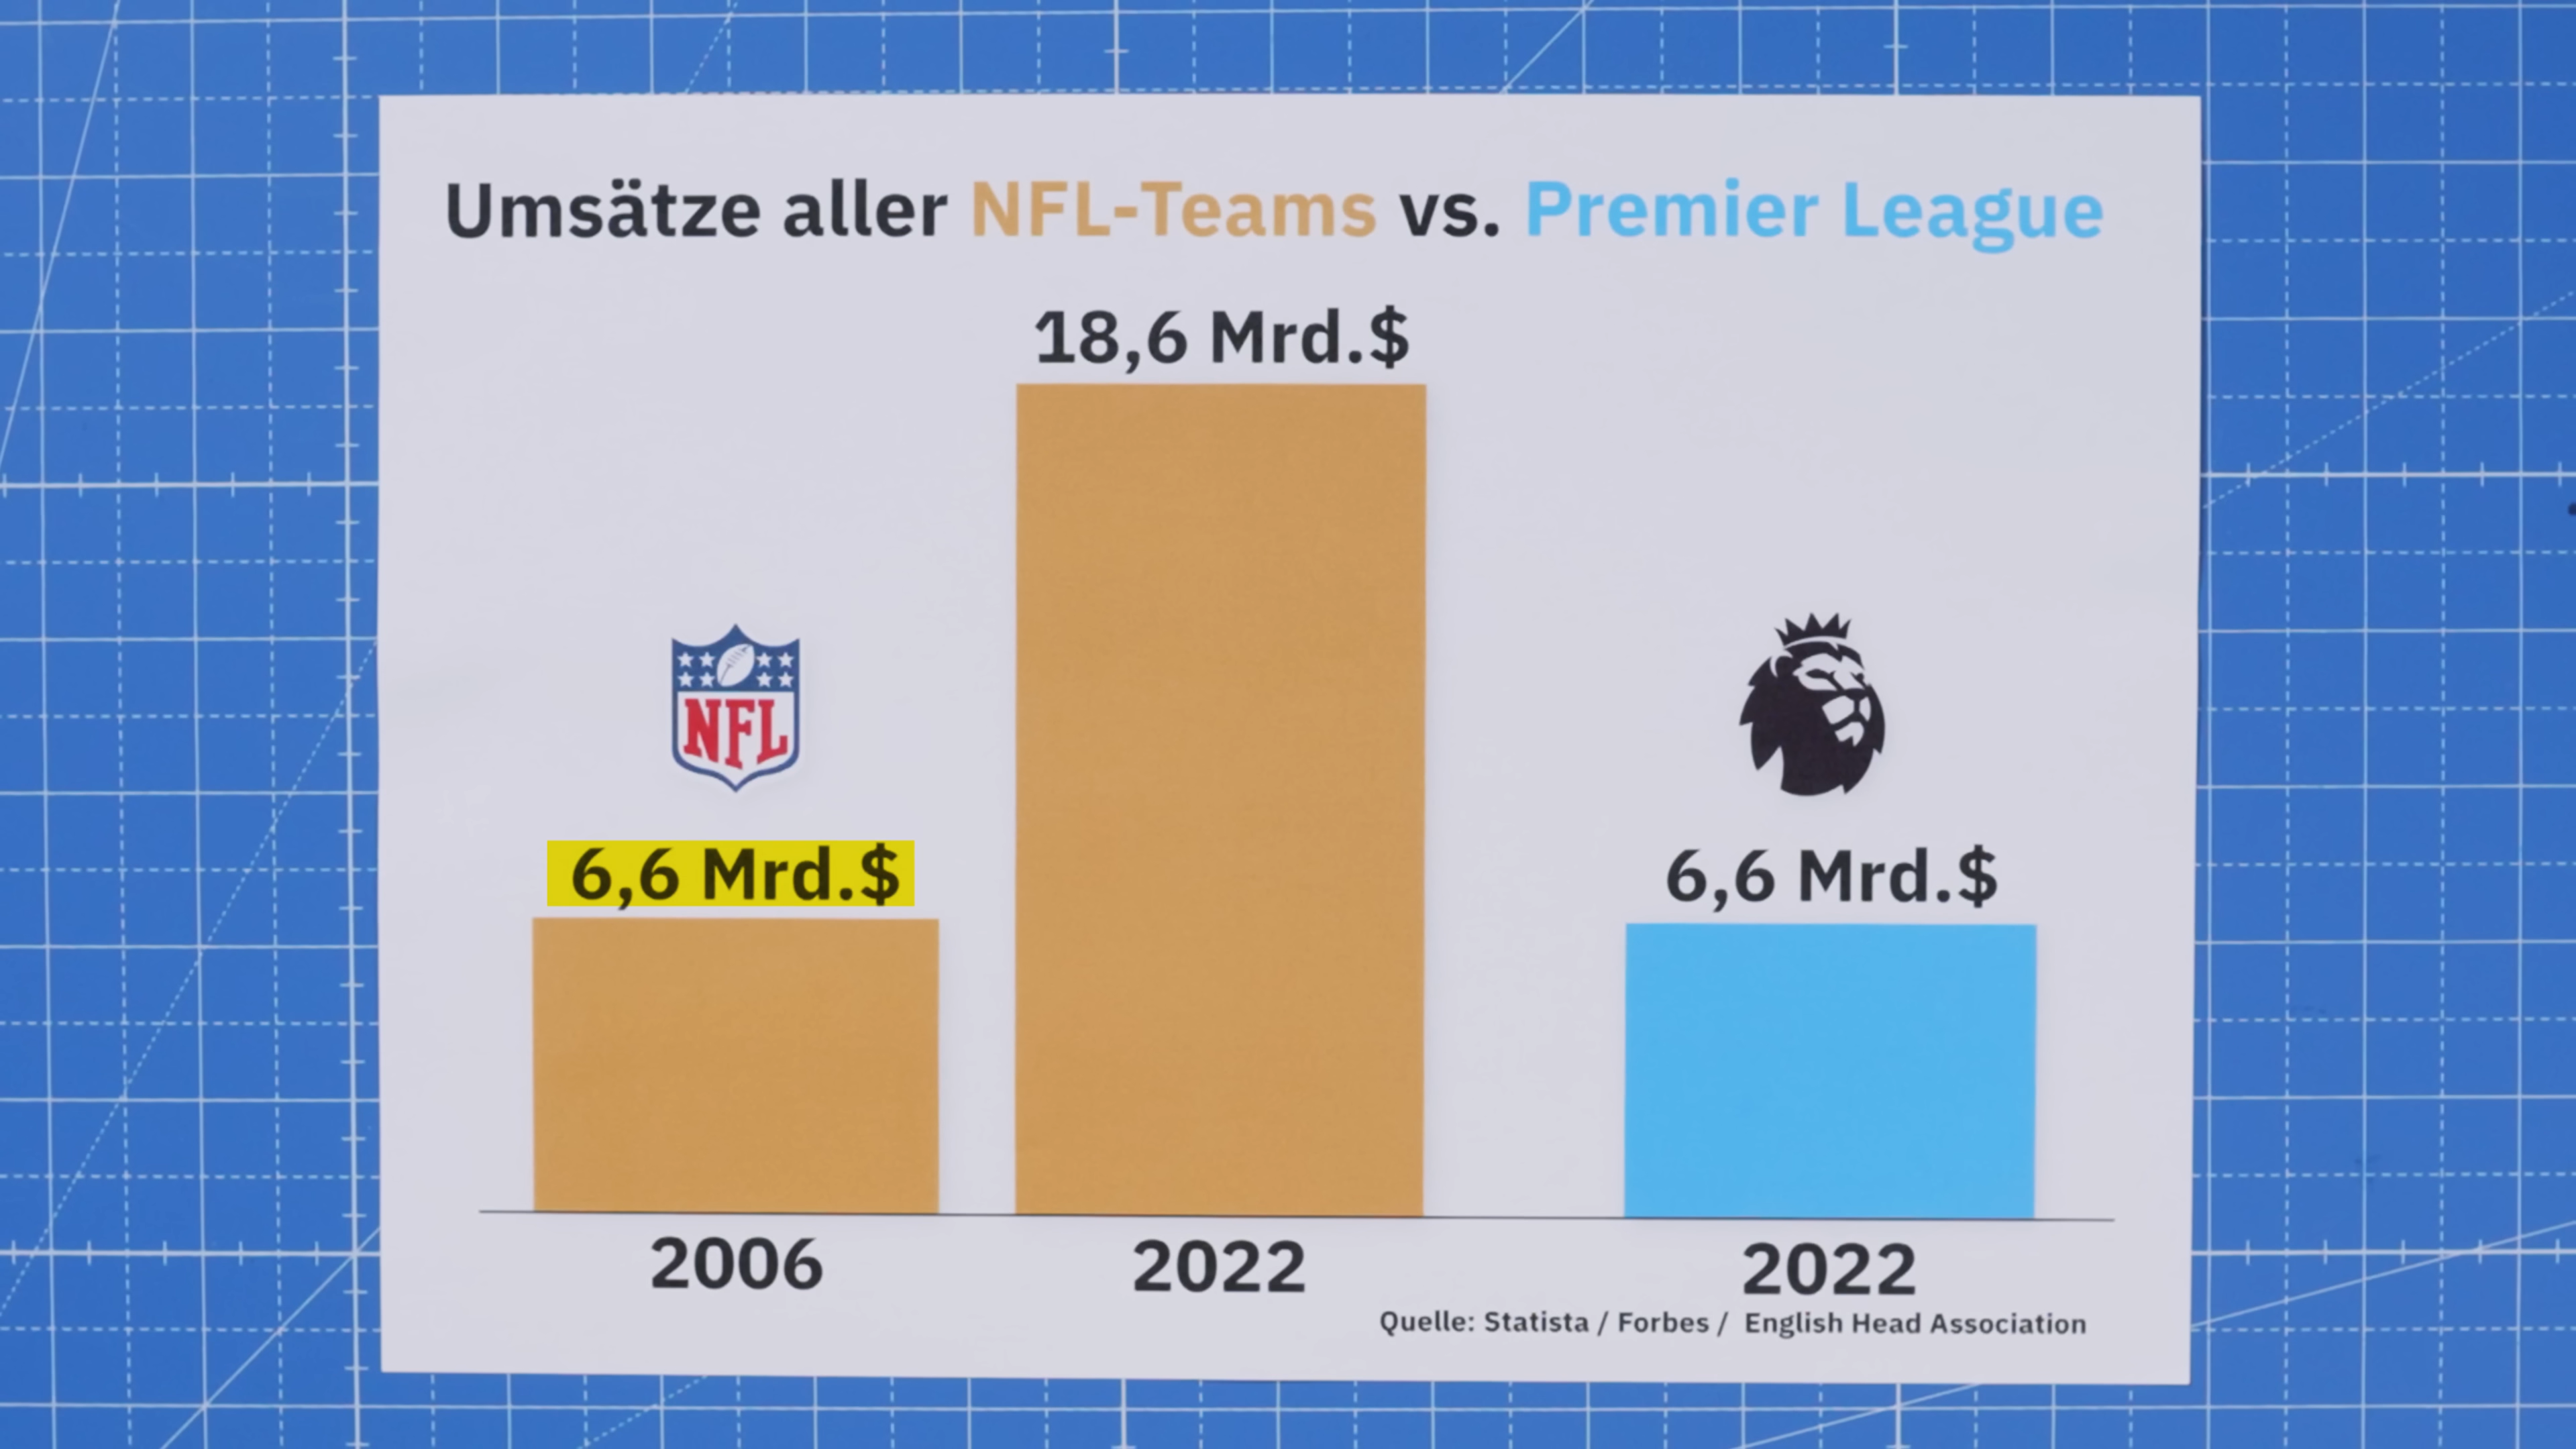 Umsätze aller NFL-Teams vs. Premier League
18,6 Mrd.$
NFL
6,6 Mrd.$
6,6 Mrd.$
2006
2022
2022
Quelle: Statista / Forbes / English Head Association